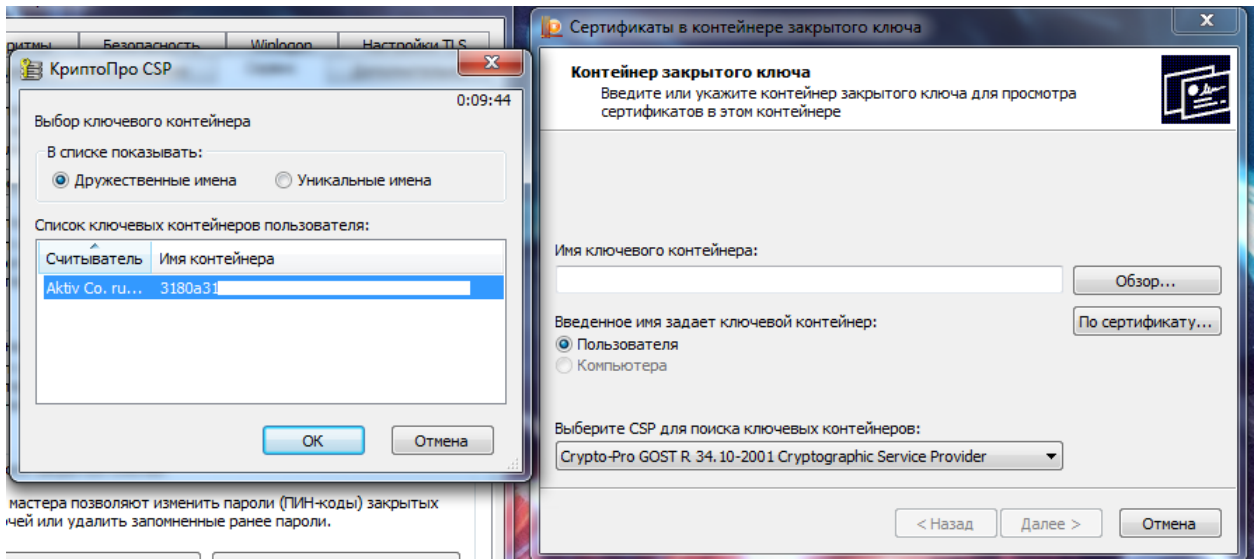 Безопасность Winlogon Настройки TLS
КриптоПро CSP
0:09:44
Выбор ключевого контейнера
В списке показывать:
Дружественные имена Уникальные имена
Список ключевых контейнеров пользователя:
Считыватель Имя контейнера
Aktiv Co. ru... 3180a31
OK Отмена
мастера позволяют изменить пароли (ПИН-коды) закрытых
или удалить запомненные ранее пароли.
Сертификаты в контейнере закрытого ключа
Контейнер закрытого ключа
Введите или укажите контейнер закрытого ключа для просмотра
сертификатов в этом контейнере
Имя ключевого контейнера:
Обзор...
Введенное имя задает ключевой контейнер:
По сертификату...
Пользователя
Компьютера
Выберите CSP для поиска ключевых контейнеров:
Crypto-Pro GOST R 34.10-2001 Cryptographic Service Provider
< Назад Далее > Отмена